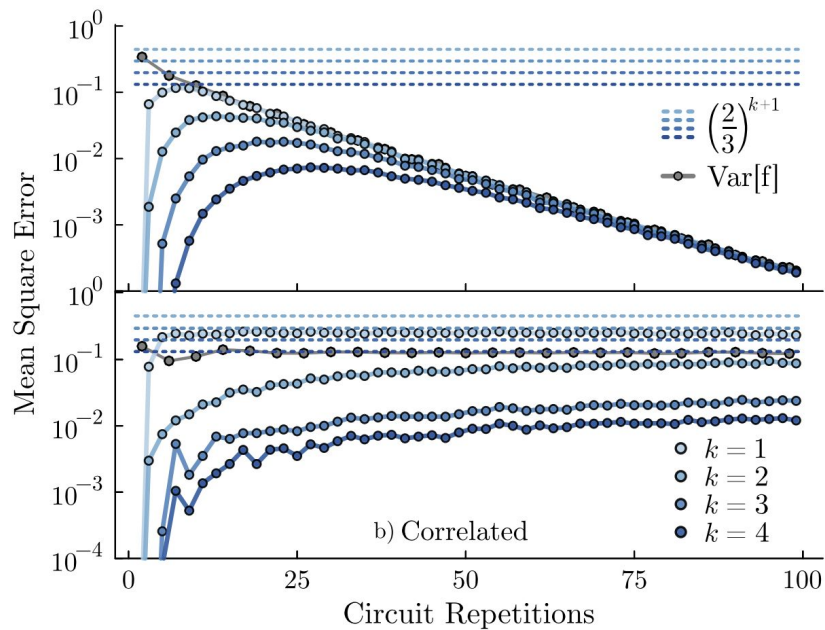 10^0
10^{-1}
10^{-2}
10^{-3}
10^0
10^{-1}
10^{-2}
10^{-3}
10^{-4}
Mean Square Error
(2/3)^{k+1}
Var[f]
k = 1
k = 2
k = 3
k = 4
b) Correlated
0 25 50 75 100
Circuit Repetitions